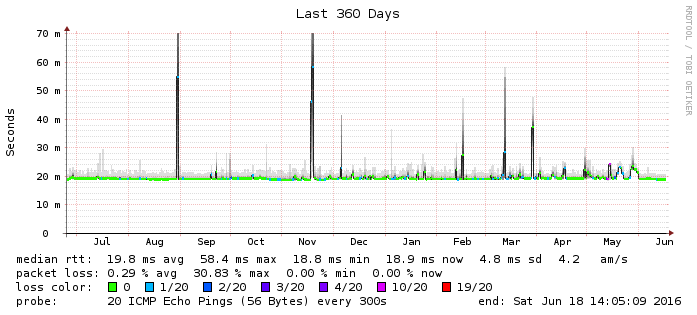 Last 360 Days
RRDTOOL / TOBI OETIKER
Seconds
70 m
60 m
50 m
40 m
30 m
20 m
10 m
0
Jul Aug Sep Oct Nov Dec Jan Feb Mar Apr May Jun
median rtt: 19.8 ms avg 58.4 ms max 18.8 ms min 18.9 ms now 4.8 ms sd 4.2 am/s
packet loss: 0.29 % avg 30.83 % max 0.00 % min 0.00 % now
loss color: 0 1/20 2/20 3/20 4/20 10/20 19/20
probe: 20 ICMP Echo Pings (56 Bytes) every 300s end: Sat Jun 18 14:05:09 2016